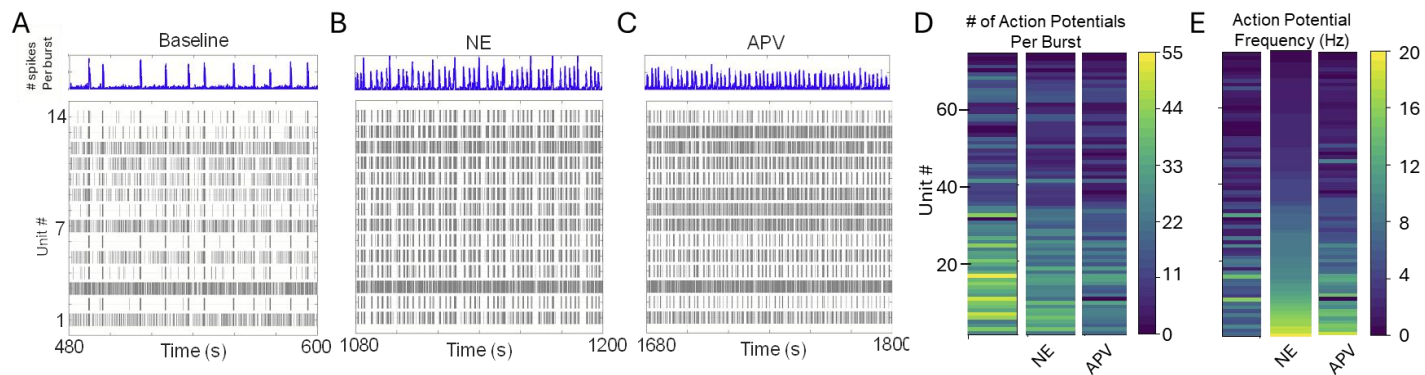 A
Baseline
# spikes
Per burst
14
7
1
Unit #
480
Time (s)
600
B
NE
1080
Time (s)
1200
C
APV
1680
Time (s)
D
# of Action Potentials
Per Burst
60
40
20
Unit #
NE
APV
55
44
33
22
11
0
E
Action Potential
Frequency (Hz)
NE
APV
20
16
12
8
4
0